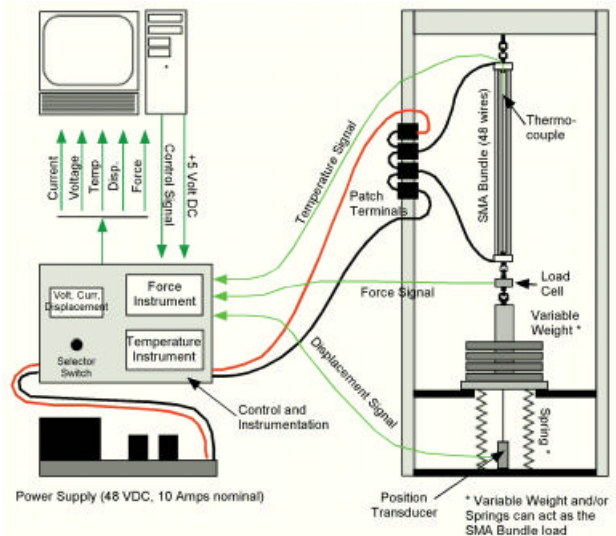 Current
Voltage
Temp
Disp.
Force
Control Signal
+5 Volt DC
Temperature Signal
SMA Bundle (48 wires)
Thermo-
couple
Patch
Terminals
Volt, Curr,
Displacement
Force
Instrument
Force Signal
Load
Cell
Variable
Weight *
Selector
Switch
Temperature
Instrument
Displacement Signal
Control and
Instrumentation
Spring *
Power Supply (48 VDC, 10 Amps nominal)
Position
Transducer
* Variable Weight and/or
Springs can act as the
SMA Bundle load